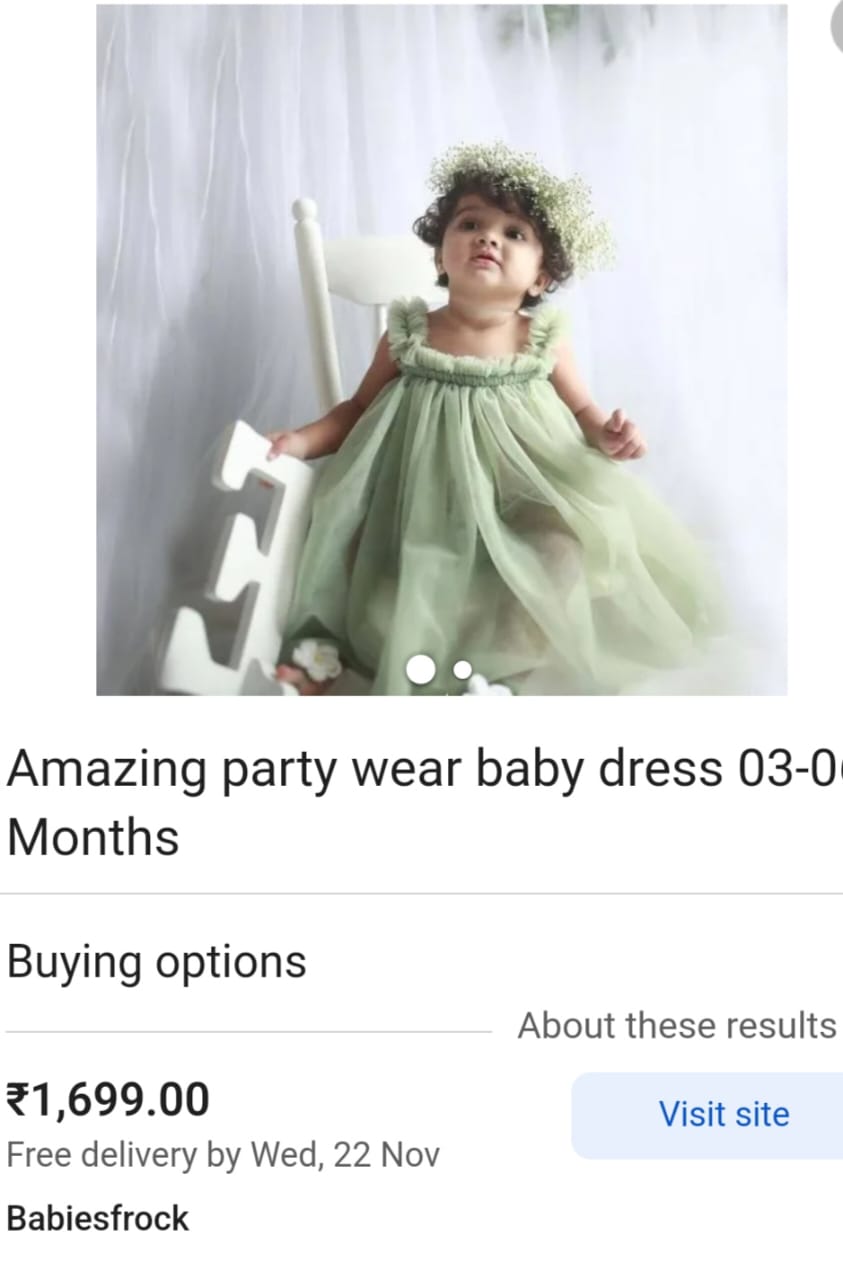 Amazing party wear baby dress 03-0
Months
Buying options
About these results
₹1,699.00
Visit site
Free delivery by Wed, 22 Nov
Babiesfrock